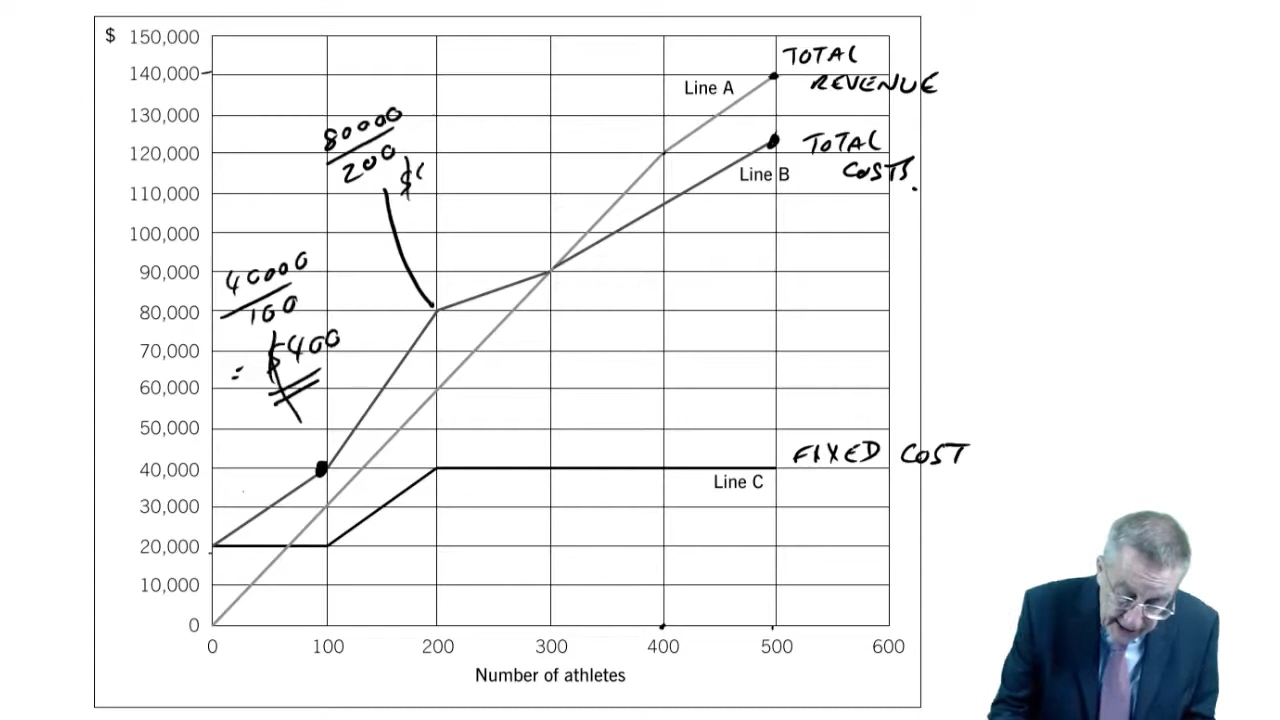 $ 150,000
140,000
130,000
120,000
110,000
100,000
90,000
80,000
70,000
60,000
50,000
40,000
30,000
20,000
10,000
0
0 100 200 300 400 500 600
Number of athletes
Line A
Line B
Line C
TOTAL
REVENUE
TOTAL
COSTS.
FIXED COST
80000
200
$
40000
100
= $400